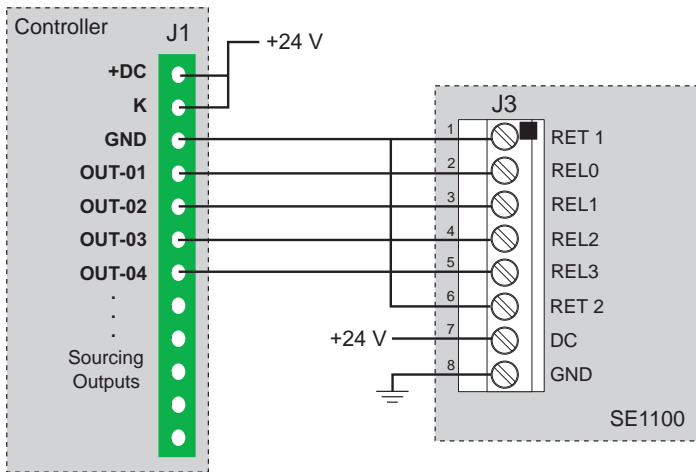 Controller
J1
+24 V
+DC
K
GND
OUT-01
OUT-02
OUT-03
OUT-04
.
.
.
Sourcing
Outputs
J3
1 RET 1
2 REL0
3 REL1
4 REL2
5 REL3
6 RET 2
+24 V 7 DC
8 GND
SE1100